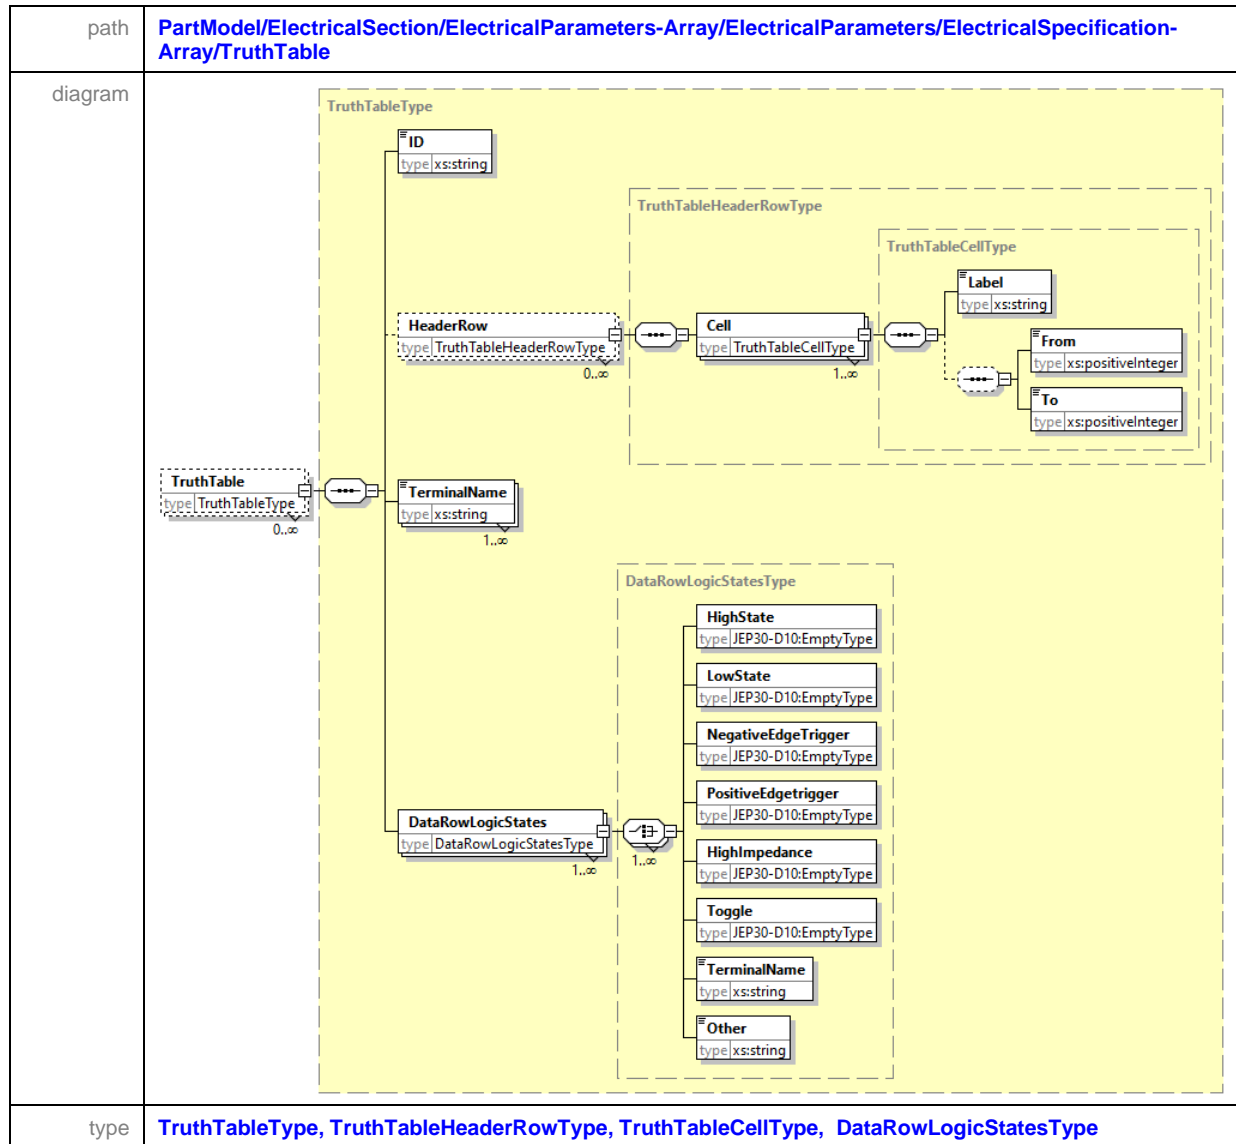 path
PartModel/ElectricalSection/ElectricalParameters-Array/ElectricalParameters/ElectricalSpecification-
Array/TruthTable
diagram
TruthTableType
ID
type xs:string
TruthTableHeaderRowType
TruthTableCellType
Label
type xs:string
HeaderRow
type TruthTableHeaderRowType
0..∞
Cell
type TruthTableCellType
1..∞
From
type xs:positiveInteger
To
type xs:positiveInteger
TruthTable
type TruthTableType
0..∞
TerminalName
type xs:string
1..∞
DataRowLogicStatesType
HighState
type JEP30-D10:EmptyType
LowState
type JEP30-D10:EmptyType
NegativeEdgeTrigger
type JEP30-D10:EmptyType
PositiveEdgetrigger
type JEP30-D10:EmptyType
DataRowLogicStates
type DataRowLogicStatesType
1..∞
1..∞
HighImpedance
type JEP30-D10:EmptyType
Toggle
type JEP30-D10:EmptyType
TerminalName
type xs:string
Other
type xs:string
type
TruthTableType, TruthTableHeaderRowType, TruthTableCellType, DataRowLogicStatesType